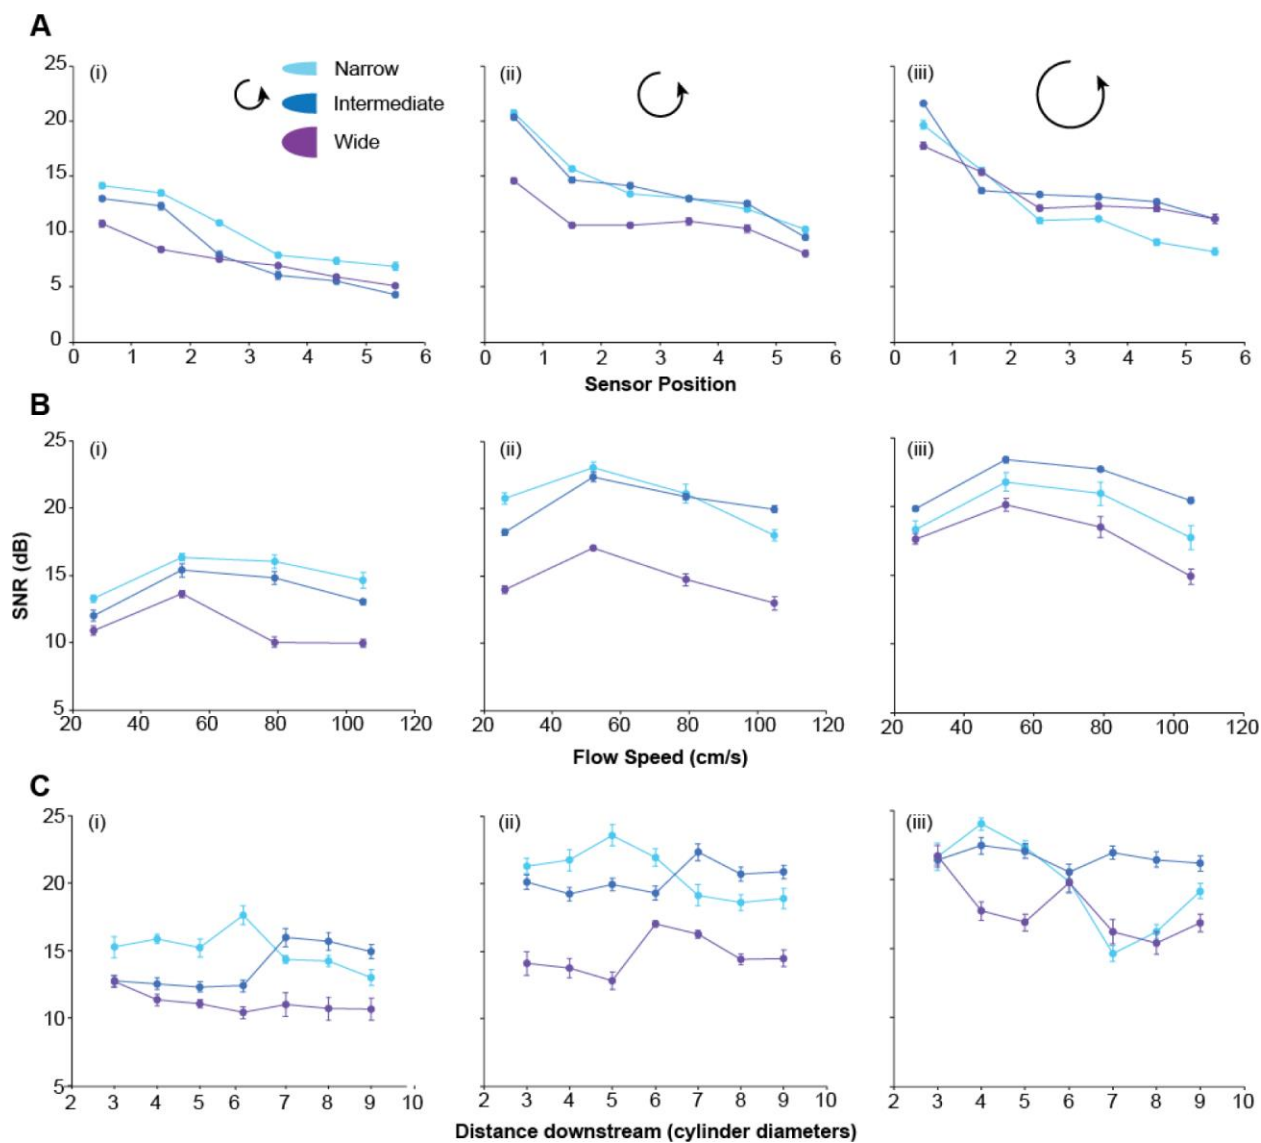 A
(i) (ii) (iii)
Narrow
Intermediate
Wide
25
20
15
10
5
0
0 1 2 3 4 5 6
0 1 2 3 4 5 6
0 1 2 3 4 5 6
Sensor Position
B
(i) (ii) (iii)
25
20
15
10
5
SNR (dB)
20 40 60 80 100 120
20 40 60 80 100 120
20 40 60 80 100 120
Flow Speed (cm/s)
C
(i) (ii) (iii)
25
20
15
10
5
2 3 4 5 6 7 8 9 10
2 3 4 5 6 7 8 9 10
2 3 4 5 6 7 8 9 10
Distance downstream (cylinder diameters)